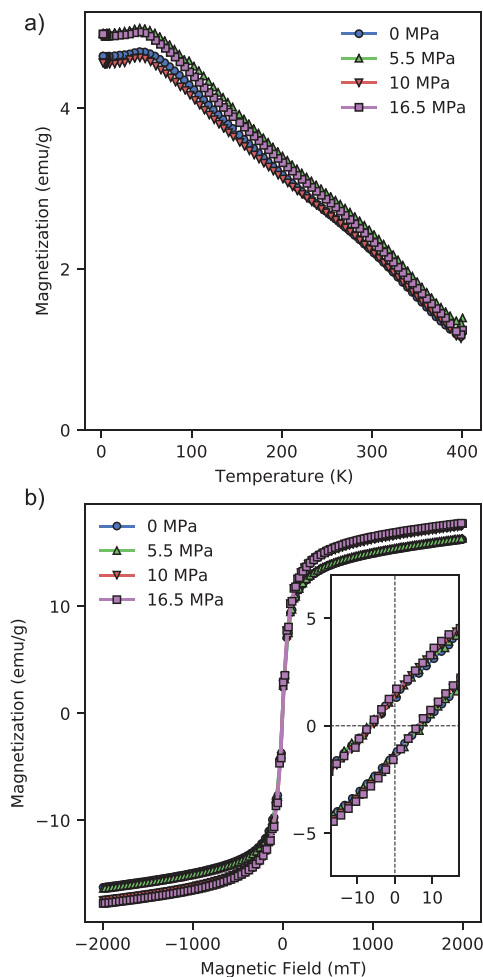 a)
0 MPa
5.5 MPa
10 MPa
16.5 MPa
4
2
0
Magnetization (emu/g)
0 100 200 300 400
Temperature (K)
b)
0 MPa
5.5 MPa
10 MPa
16.5 MPa
10
0
−10
Magnetization (emu/g)
5
0
−5
−10 0 10
−2000 −1000 0 1000 2000
Magnetic Field (mT)